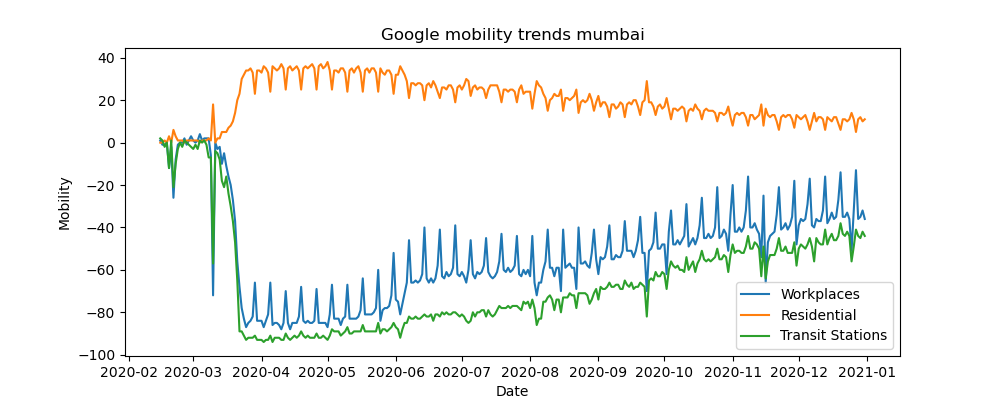 Google mobility trends mumbai
Mobility
40
20
0
−20
−40
−60
−80
−100
Workplaces
Residential
Transit Stations
2020-02 2020-03 2020-04 2020-05 2020-06 2020-07 2020-08 2020-09 2020-10 2020-11 2020-12 2021-01
Date